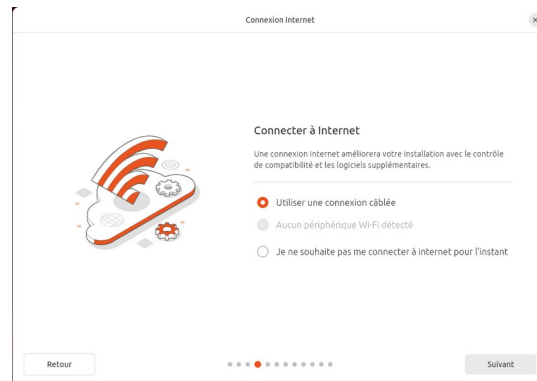 Connexion Internet
Connecter à Internet
Une connexion Internet améliorera votre installation avec le contrôle
de compatibilité et les logiciels supplémentaires.
Utiliser une connexion câblée
Aucun périphérique Wi-Fi détecté
Je ne souhaite pas me connecter à internet pour l'instant
Retour
Suivant